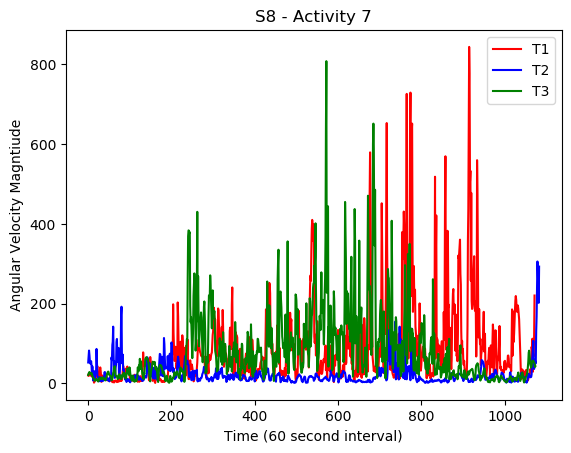 S8 - Activity 7
T1
T2
T3
800
600
400
200
0
Angular Velocity Magntiude
0 200 400 600 800 1000
Time (60 second interval)